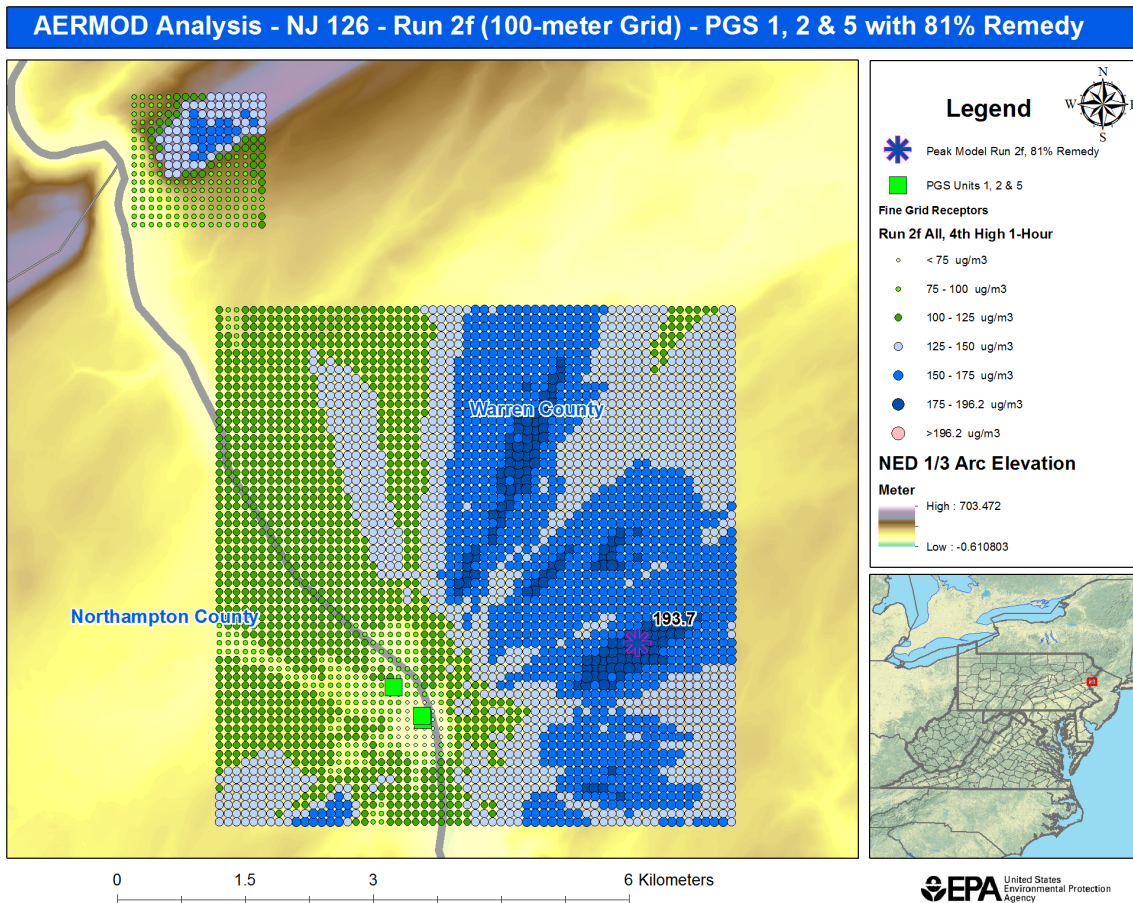 AERMOD Analysis - NJ 126 - Run 2f (100-meter Grid) - PGS 1, 2 & 5 with 81% Remedy
Warren County
193.7
Northampton County
0 1.5 3 6 Kilometers
N
W E
S
Legend
Peak Model Run 2f, 81% Remedy
PGS Units 1, 2 & 5
Fine Grid Receptors
Run 2f All, 4th High 1-Hour
< 75 ug/m3
75 - 100 ug/m3
100 - 125 ug/m3
125 - 150 ug/m3
150 - 175 ug/m3
175 - 196.2 ug/m3
>196.2 ug/m3
NED 1/3 Arc Elevation
Meter
High : 703.472
Low : -0.610803
EPA
United States
Environmental Protection
Agency